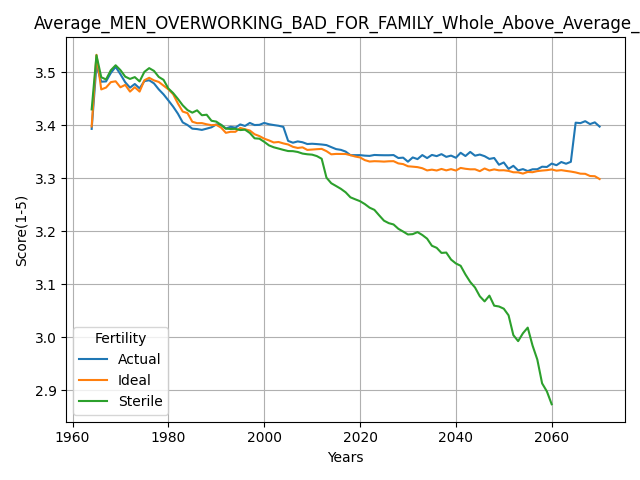 Average_MEN_OVERWORKING_BAD_FOR_FAMILY_Whole_Above_Average_
3.5
3.4
3.3
3.2
3.1
3.0
2.9
Score(1-5)
Fertility
Actual
Ideal
Sterile
1960 1980 2000 2020 2040 2060
Years